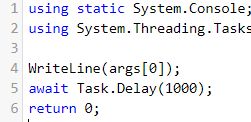 1 using static System.Console;
2 using System.Threading.Tasks
3
4 WriteLine(args[0]);
5 await Task.Delay(1000);
6 return 0;